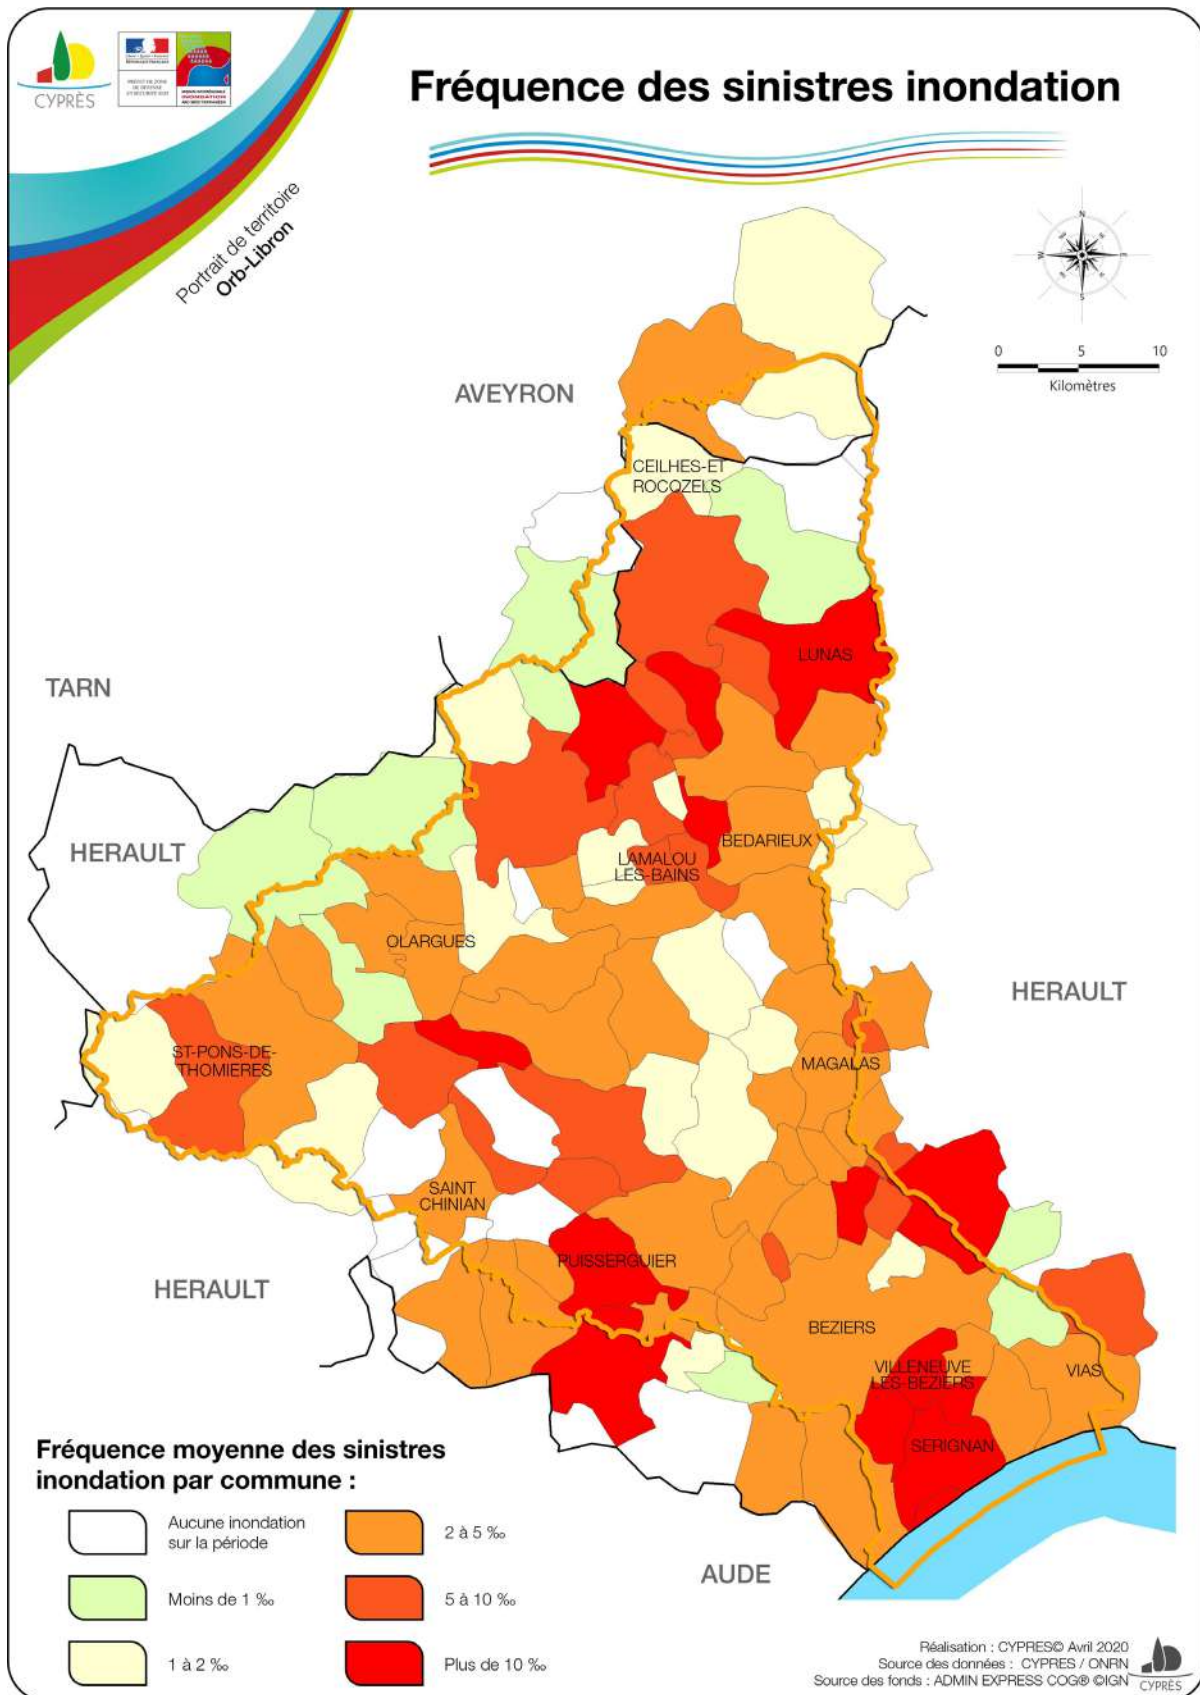 CYPRÈS
Fréquence des sinistres inondation
Portrait de territoire
Orb-Libron
N
E
S
W
0 5 10
Kilomètres
AVEYRON
CEILHES-ET
ROCOZELS
LUNAS
TARN
HERAULT
LAMALOU
LES-BAINS
BEDARIEUX
OLARGUES
HERAULT
ST-PONS-DE-
THOMIERES
MAGALAS
SAINT
CHINIAN
PUISSERGUIER
HERAULT
BEZIERS
VILLENEUVE
LES-BEZIERS
VIAS
SERIGNAN
AUDE
Fréquence moyenne des sinistres
inondation par commune :
Aucune inondation
sur la période
2 à 5 ‰
Moins de 1 ‰
5 à 10 ‰
1 à 2 ‰
Plus de 10 ‰
Réalisation : CYPRES© Avril 2020
Source des données : CYPRES / ONRN
Source des fonds : ADMIN EXPRESS COG® ©IGN
CYPRÈS